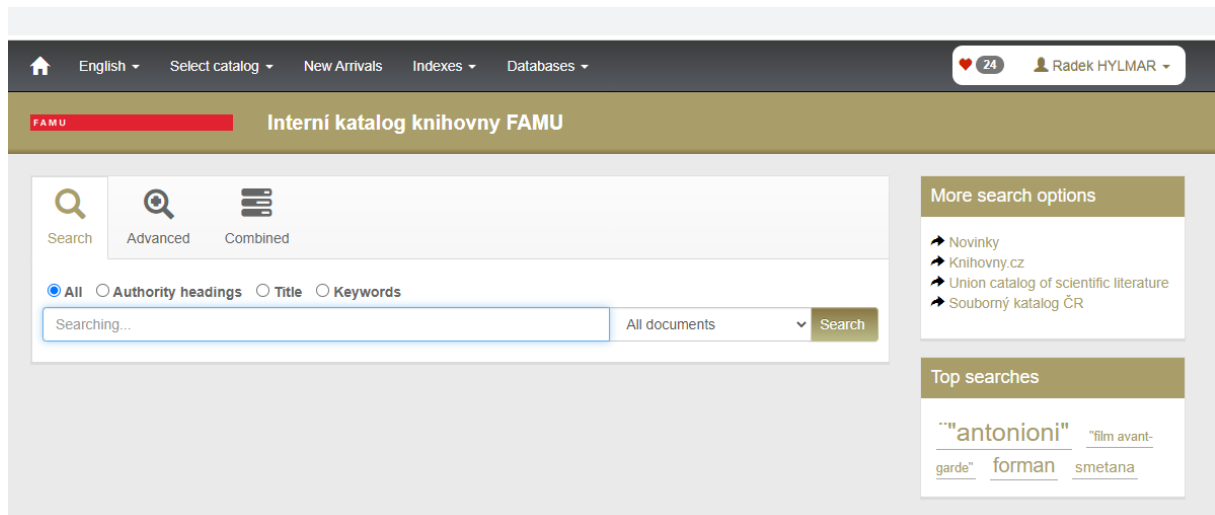 English Select catalog New Arrivals Indexes Databases 24 Radek HYLMAR
FAMU Interní katalog knihovny FAMU
Search Advanced Combined
All Authority headings Title Keywords
Searching... All documents Search
More search options
Novinky
Knihovny.cz
Union catalog of scientific literature
Souborný katalog ČR
Top searches
¨"antonioni" "film avant-
garde" forman smetana